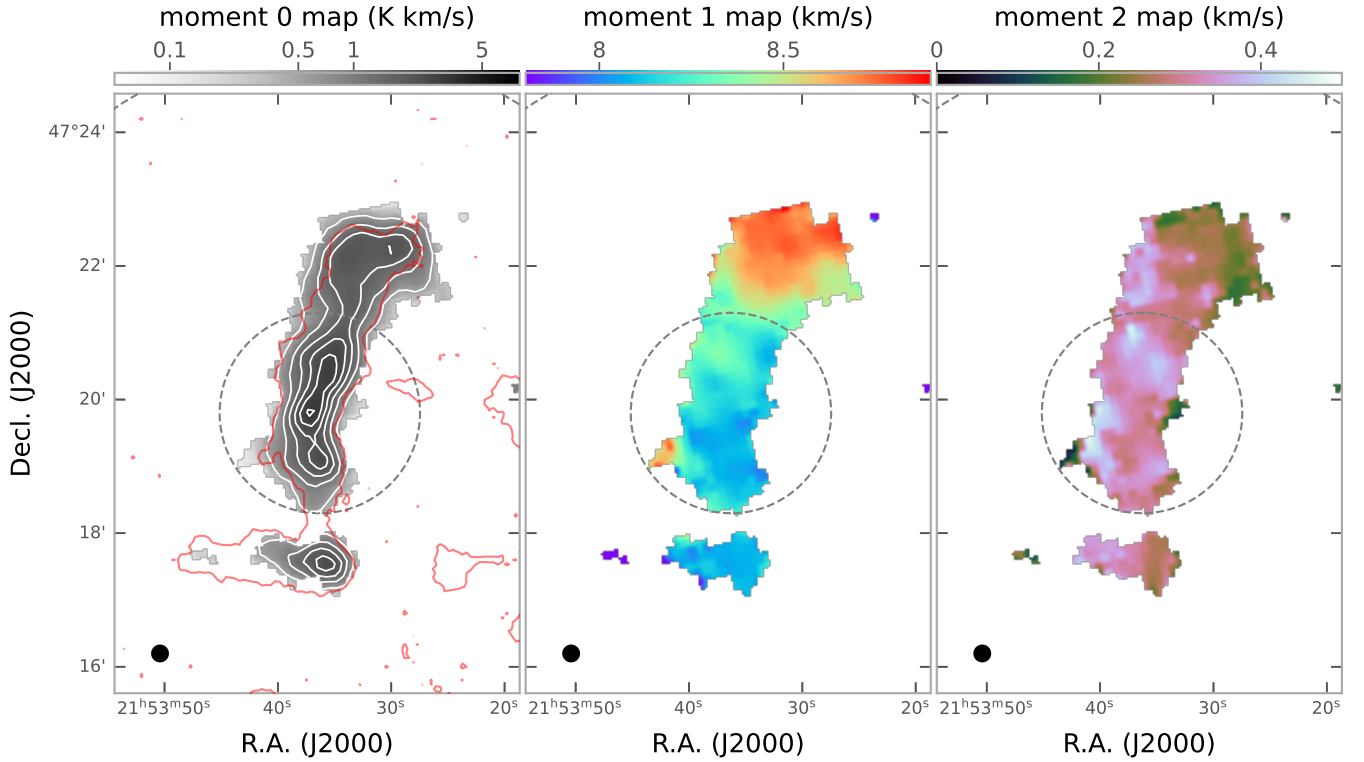 moment 0 map (K km/s) moment 1 map (km/s) moment 2 map (km/s)
0.1 0.5 1 5 8 8.5 0 0.2 0.4
47°24'
22'
20'
18'
16'
Decl. (J2000)
21ʰ53ᵐ50ˢ 40ˢ 30ˢ 20ˢ 21ʰ53ᵐ50ˢ 40ˢ 30ˢ 20ˢ 21ʰ53ᵐ50ˢ 40ˢ 30ˢ 20ˢ
R.A. (J2000) R.A. (J2000) R.A. (J2000)